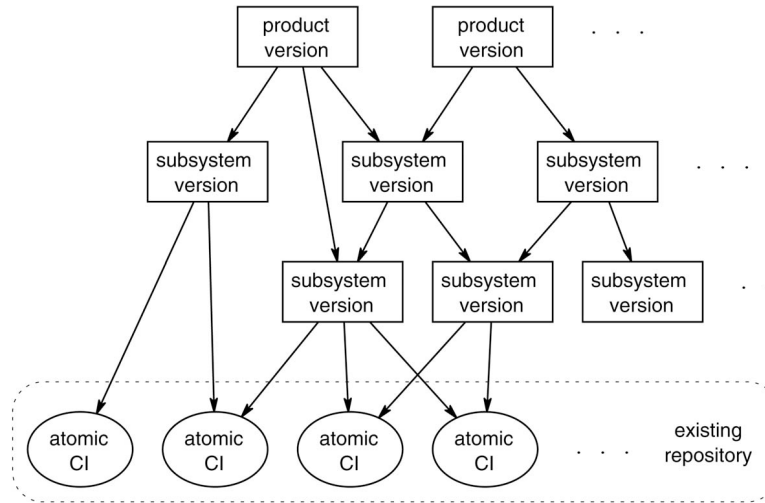 product
version
product
version
. . .
subsystem
version
subsystem
version
subsystem
version
. . .
subsystem
version
subsystem
version
subsystem
version
.
atomic
CI
atomic
CI
atomic
CI
atomic
CI
. . .
existing
repository